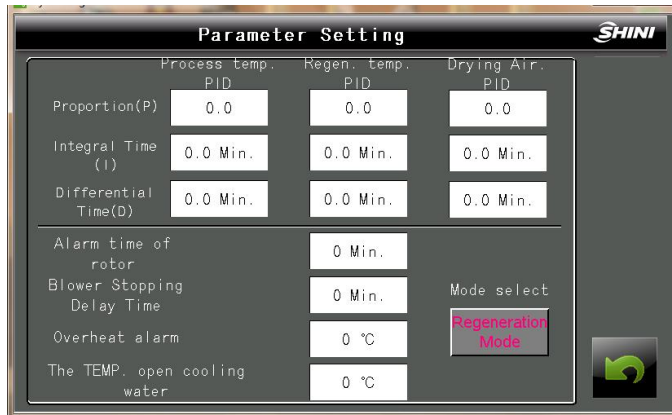 Parameter Setting
SHINI
Process temp. Regen. temp. Drying Air.
PID PID PID
Proportion(P) 0.0 0.0 0.0
Integral Time
(I) 0.0 Min. 0.0 Min. 0.0 Min.
Differential
Time(D) 0.0 Min. 0.0 Min. 0.0 Min.
Alarm time of
rotor 0 Min.
Blower Stopping
Delay Time 0 Min.
Mode select
Regeneration
Mode
Overheat alarm 0 ℃
The TEMP. open cooling
water 0 ℃